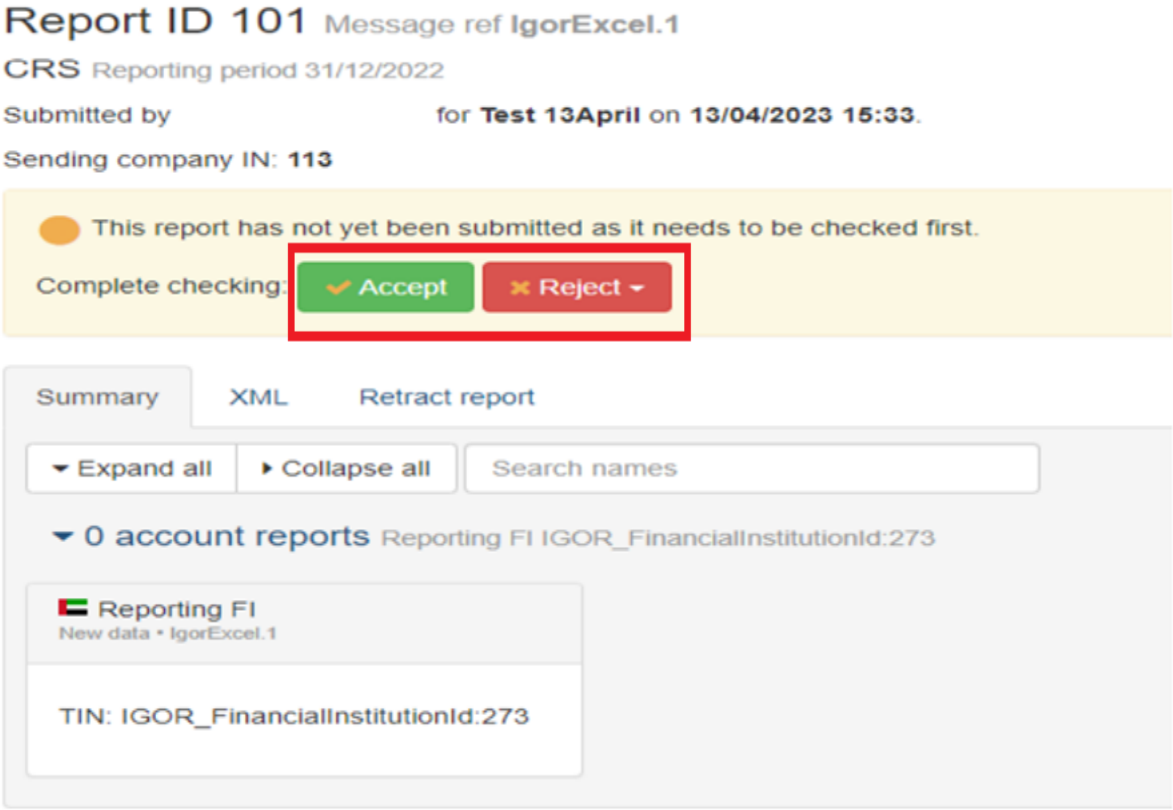 Report ID 101 Message ref IgorExcel.1
CRS Reporting period 31/12/2022
Submitted by for Test 13April on 13/04/2023 15:33.
Sending company IN: 113
This report has not yet been submitted as it needs to be checked first.
Complete checking: Accept Reject
Summary XML Retract report
Expand all Collapse all Search names
0 account reports Reporting FI IGOR_FinancialInstitutionId:273
Reporting FI
New data • IgorExcel.1
TIN: IGOR_FinancialInstitutionId:273